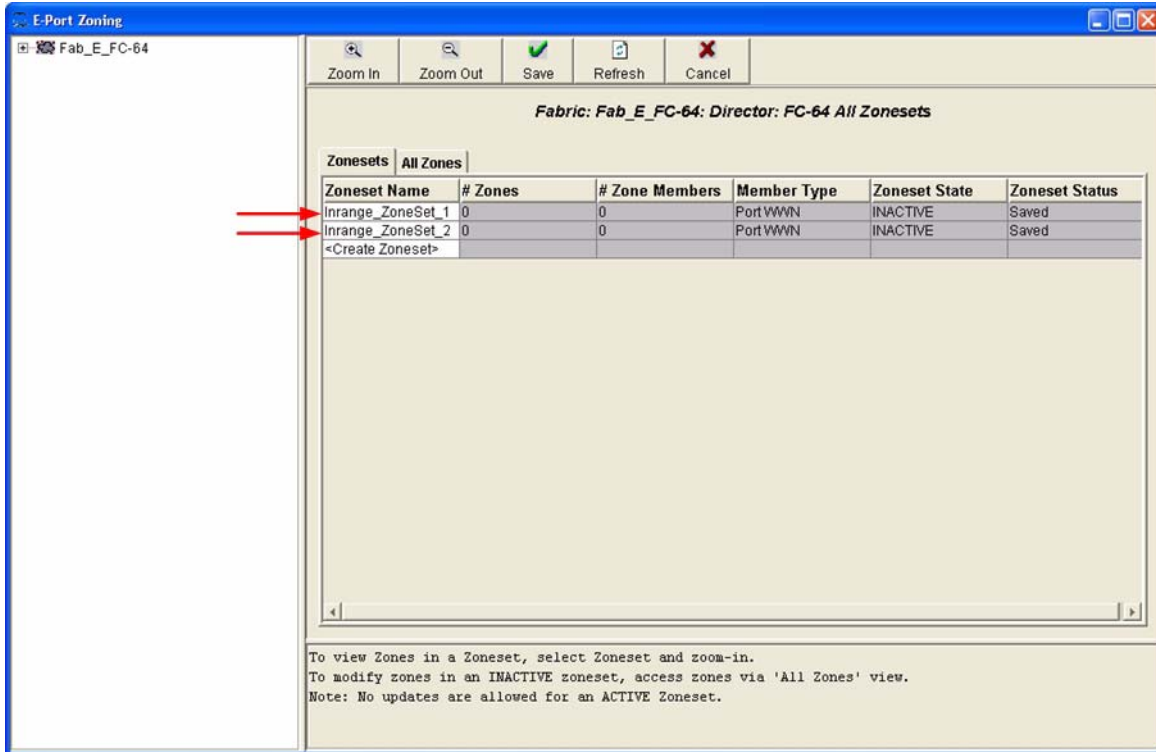 E-Port Zoning
Fab_E_FC-64
Zoom In Zoom Out Save Refresh Cancel
Fabric: Fab_E_FC-64: Director: FC-64 All Zonesets
Zonesets All Zones
Zoneset Name # Zones # Zone Members Member Type Zoneset State Zoneset Status
Inrange_ZoneSet_1 0 0 Port WWN INACTIVE Saved
Inrange_ZoneSet_2 0 0 Port WWN INACTIVE Saved
<Create Zoneset>
To view Zones in a Zoneset, select Zoneset and zoom-in.
To modify zones in an INACTIVE zoneset, access zones via 'All Zones' view.
Note: No updates are allowed for an ACTIVE Zoneset.